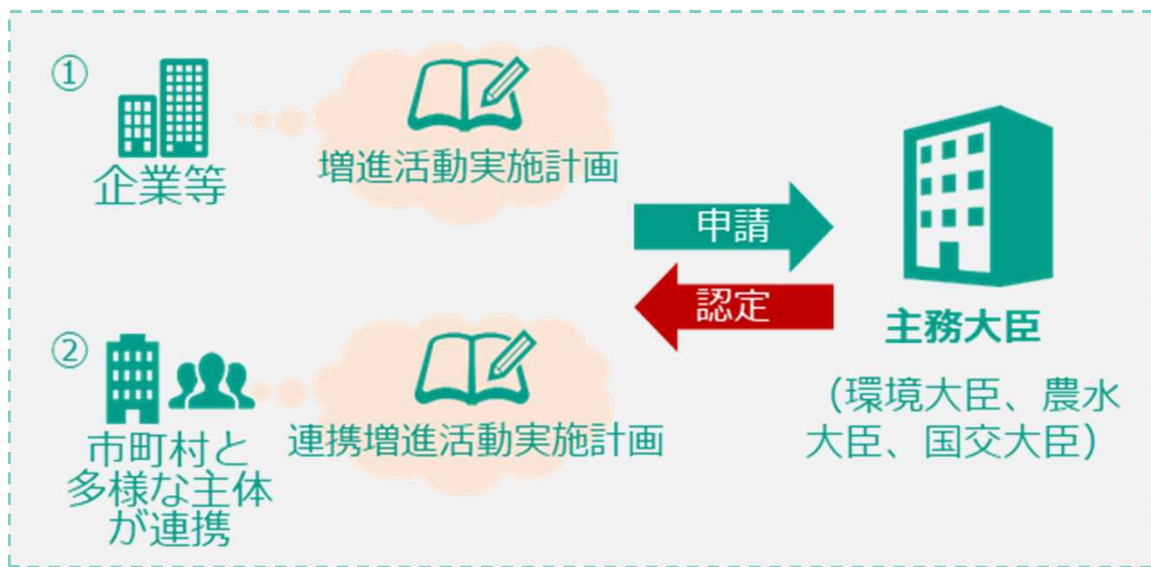 ①
企業等
増進活動実施計画
申請
認定
主務大臣
（環境大臣、農水
大臣、国交大臣）
②
市町村と
多様な主体
が連携
連携増進活動実施計画